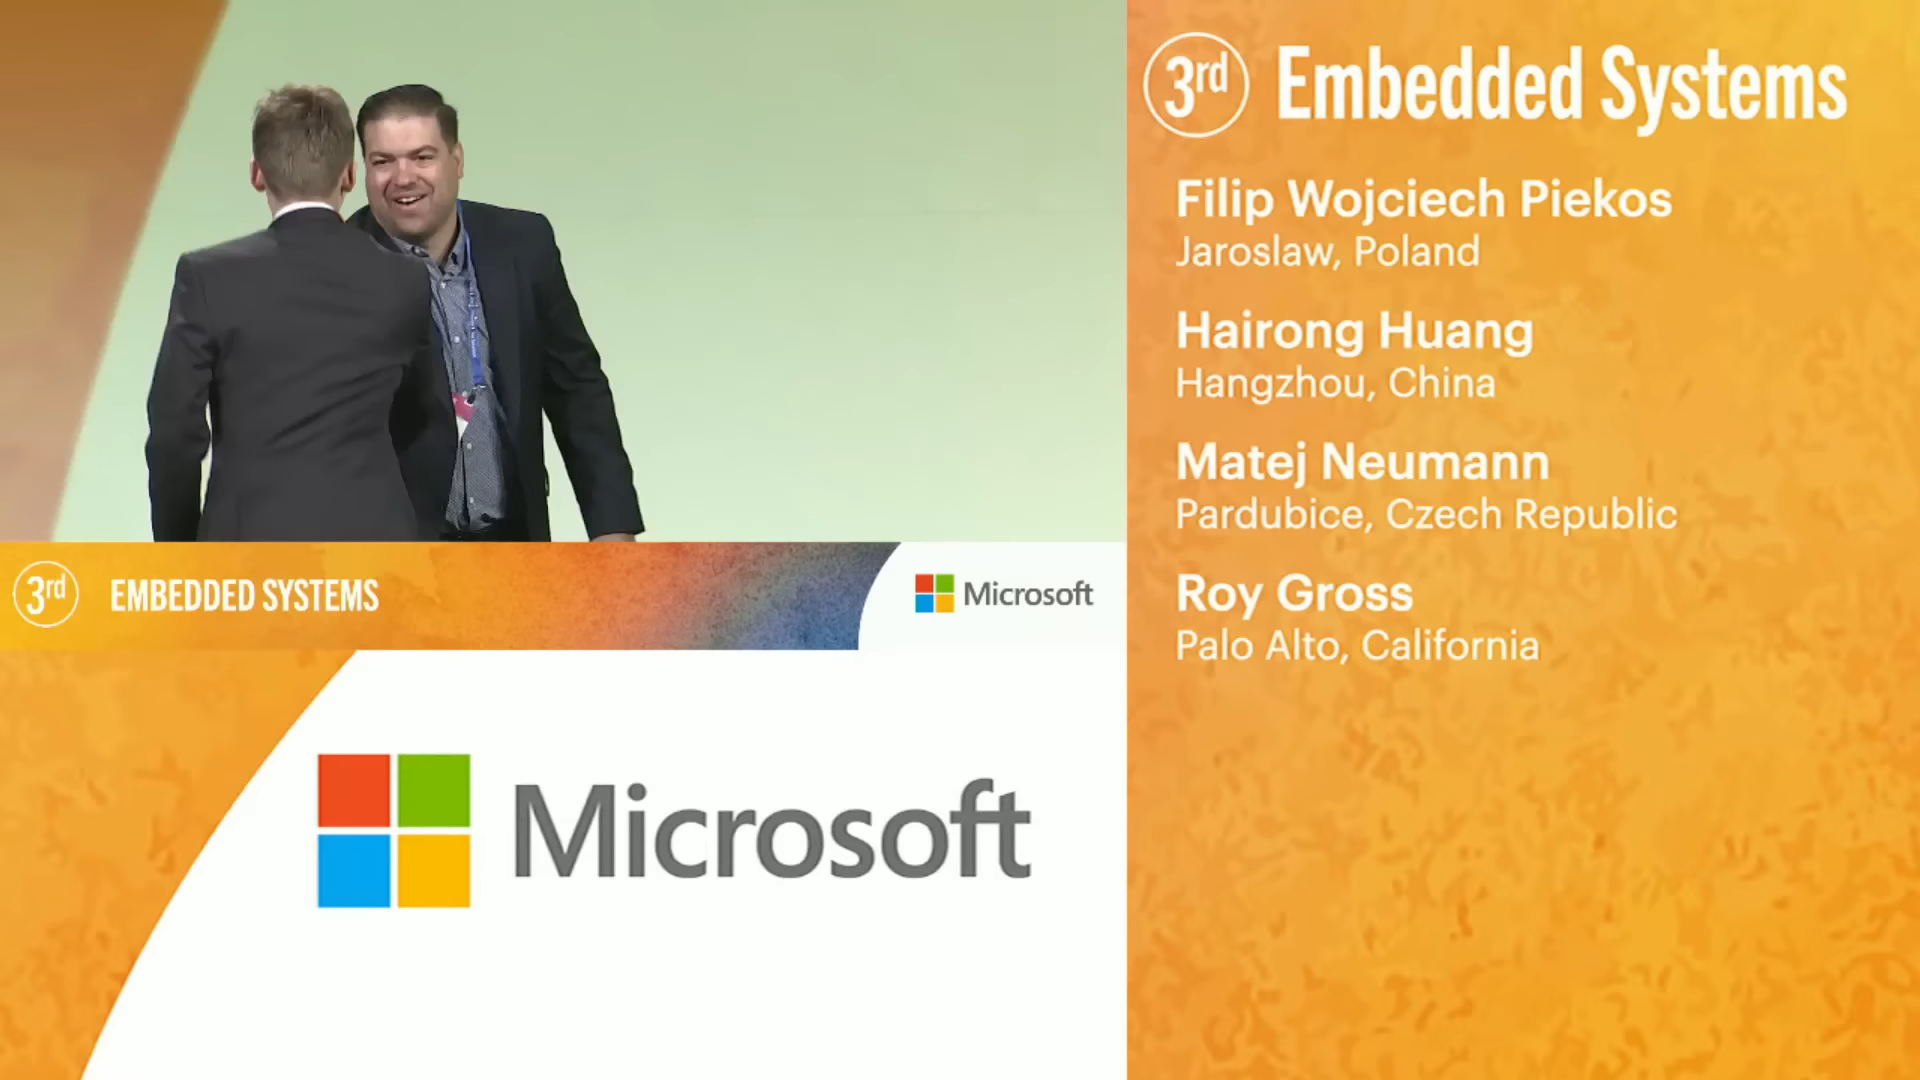 3rd Embedded Systems
Filip Wojciech Piekos
Jaroslaw, Poland
Hairong Huang
Hangzhou, China
Matej Neumann
Pardubice, Czech Republic
Roy Gross
Palo Alto, California
3rd EMBEDDED SYSTEMS
Microsoft
Microsoft